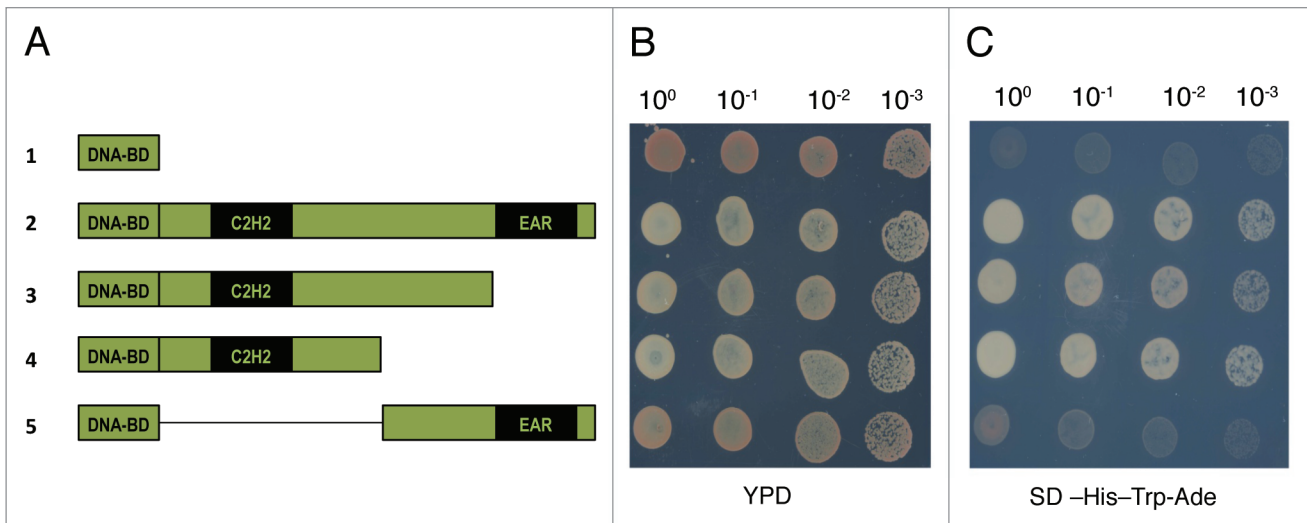 A
1 DNA-BD
2 DNA-BD C2H2 EAR
3 DNA-BD C2H2
4 DNA-BD C2H2
5 DNA-BD EAR
B
10⁰ 10⁻¹ 10⁻² 10⁻³
YPD
C
10⁰ 10⁻¹ 10⁻² 10⁻³
SD –His–Trp-Ade